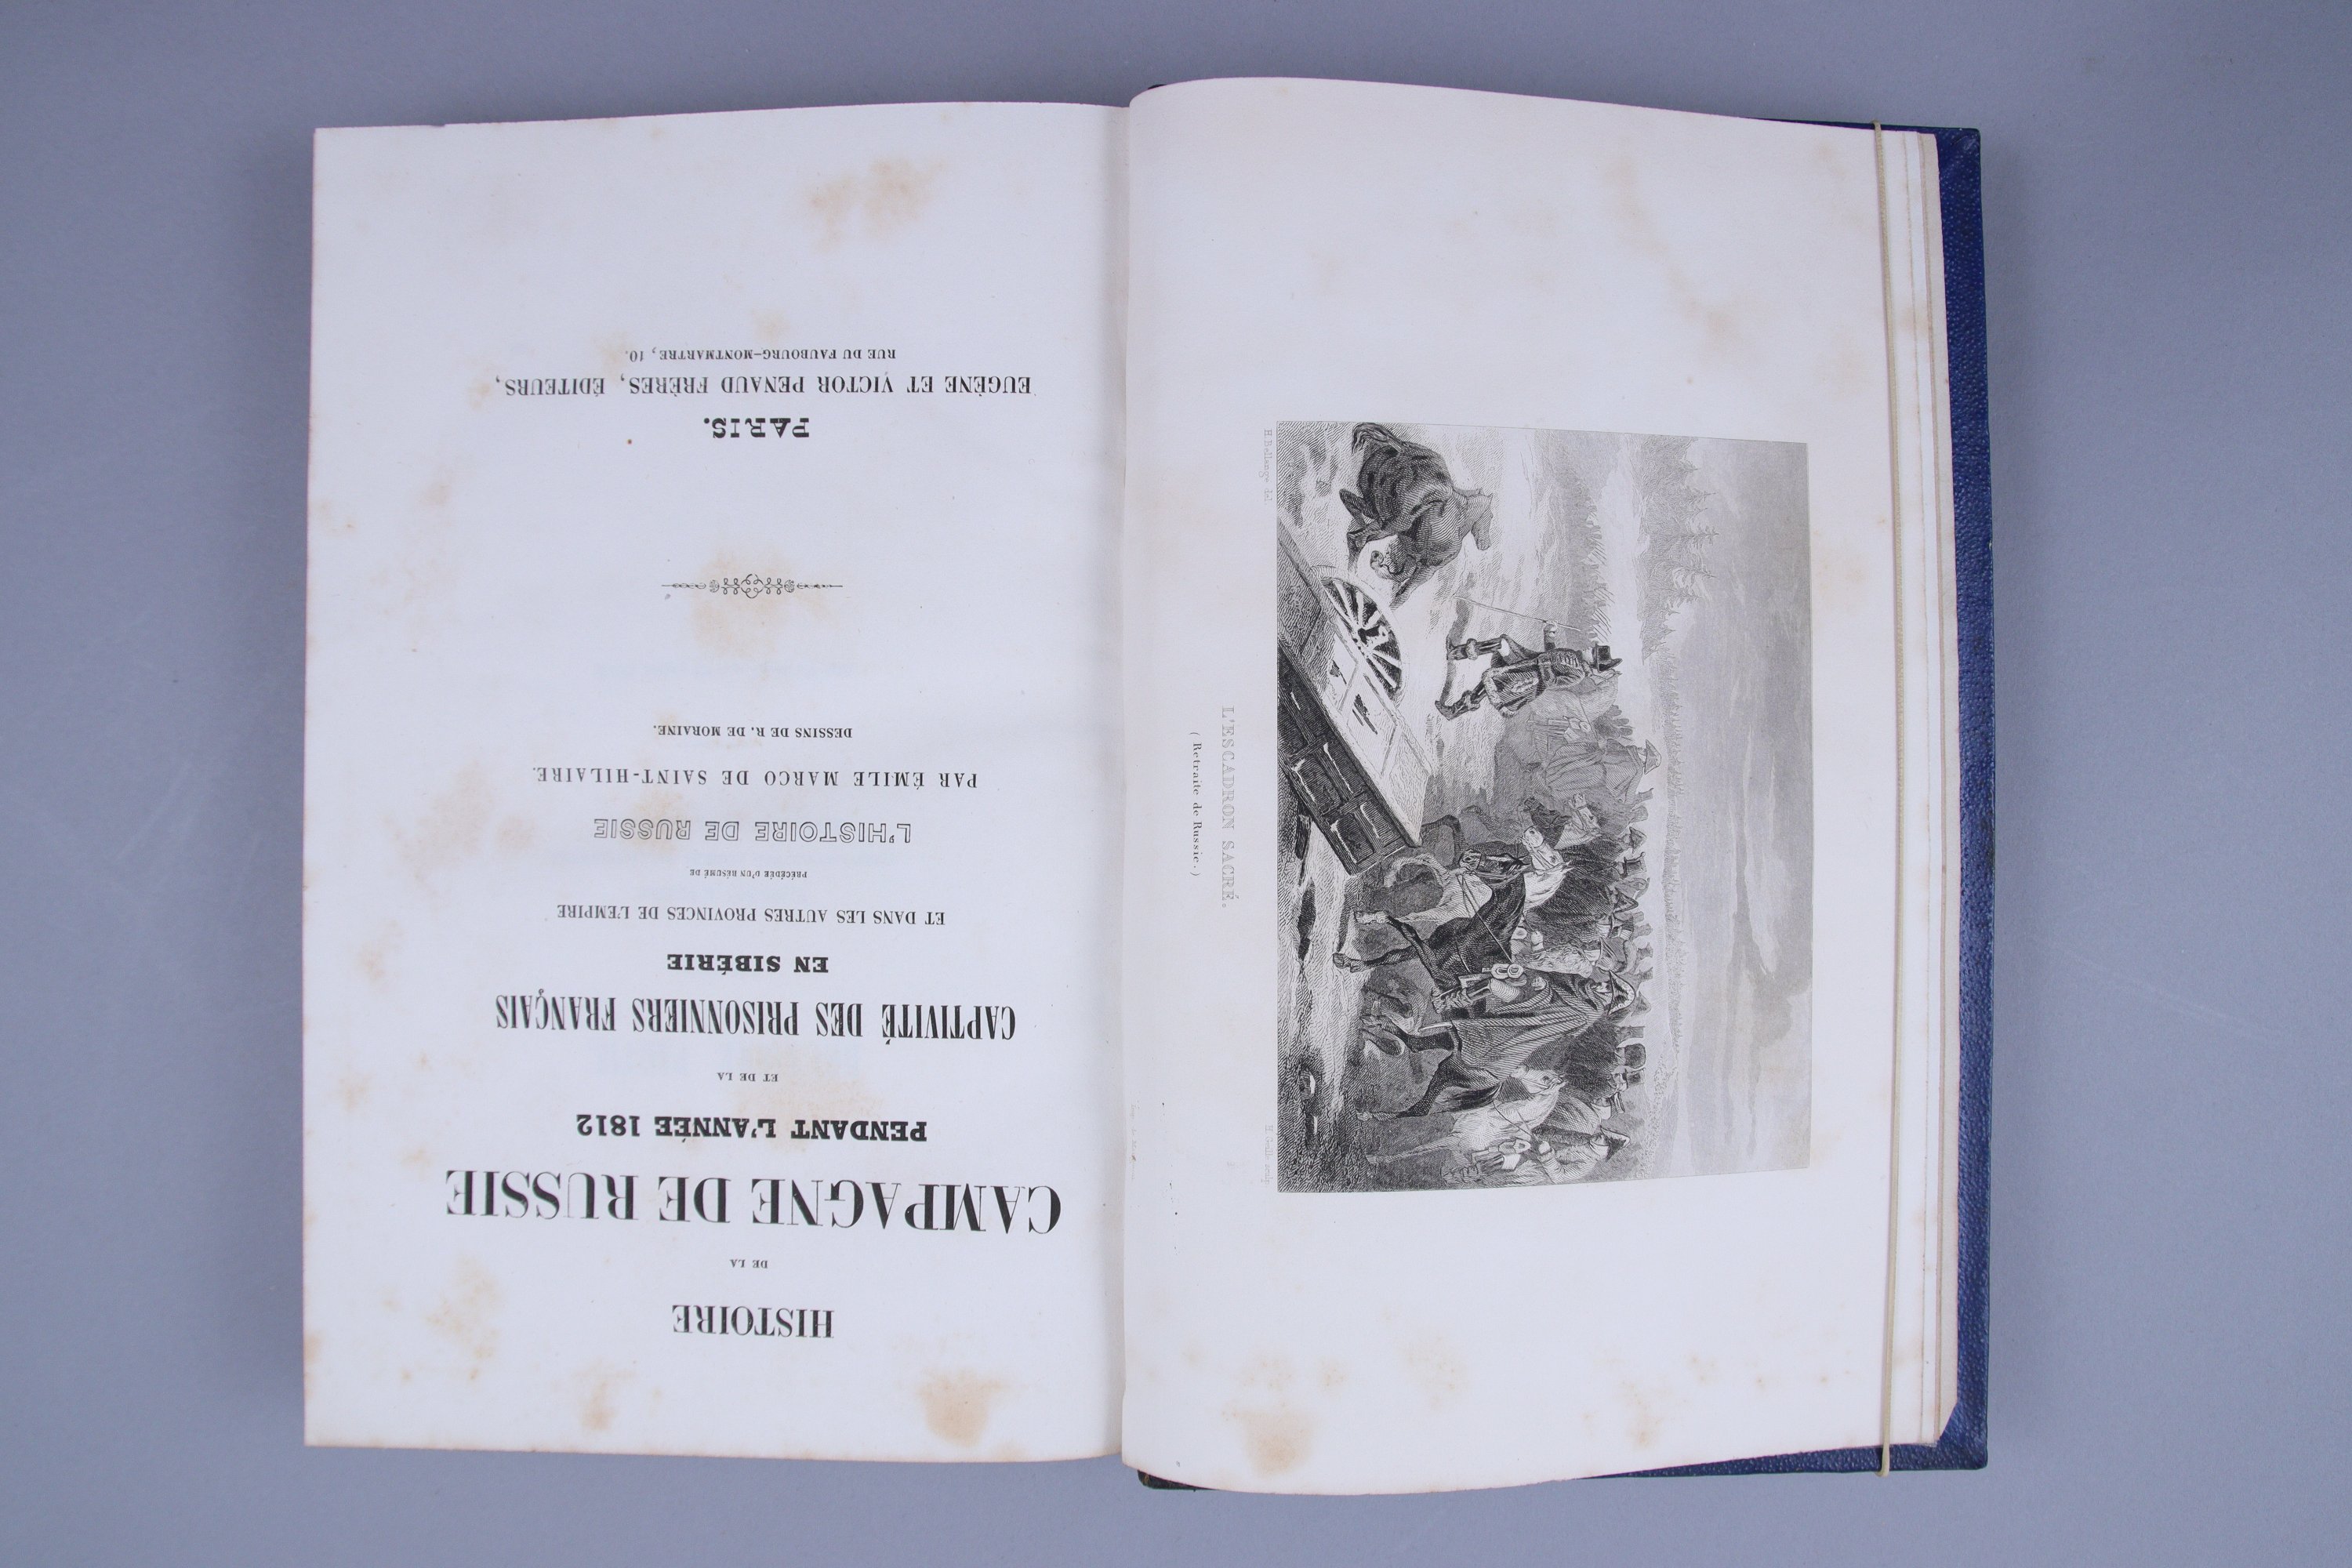 HISTOIRE
DE LA
CAMPAGNE DE RUSSIE
PENDANT L'ANNÉE 1812
ET DE LA
CAPTIVITÉ DES PRISONNIERS FRANÇAIS
EN SIBÉRIE
ET DANS LES AUTRES PROVINCES DE L'EMPIRE
PRÉCÉDÉE D'UN RÉSUMÉ DE
L'HISTOIRE DE RUSSIE
PAR ÉMILE MARCO DE SAINT-HILAIRE.
DESSINS DE R. DE MORAINE.
PARIS.
EUGÈNE ET VICTOR PENAUD FRÈRES, ÉDITEURS,
RUE DU FAUBOURG-MONTMARTRE, 10.
H. Bellangé del.
L'ESCADRON SACRÉ.
( Retraite de Russie. )